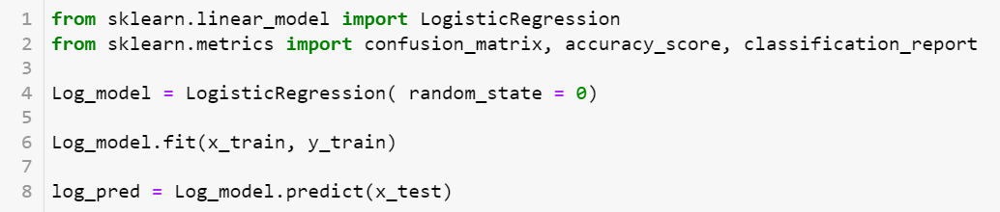 1 from sklearn.linear_model import LogisticRegression
2 from sklearn.metrics import confusion_matrix, accuracy_score, classification_report
3
4 Log_model = LogisticRegression( random_state = 0)
5
6 Log_model.fit(x_train, y_train)
7
8 log_pred = Log_model.predict(x_test)